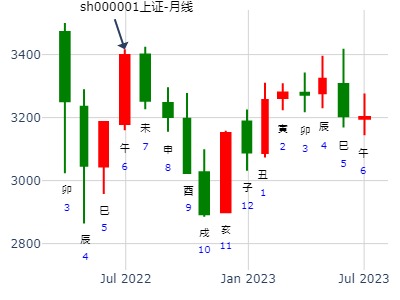 sh000001上证-月线
3400
3200
3000
2800
卯
3
辰
4
巳
5
午
6
未
7
申
8
酉
9
戌
10
亥
11
子
12
丑
1
寅
2
卯
3
辰
4
巳
5
午
6
Jul 2022
Jan 2023
Jul 2023